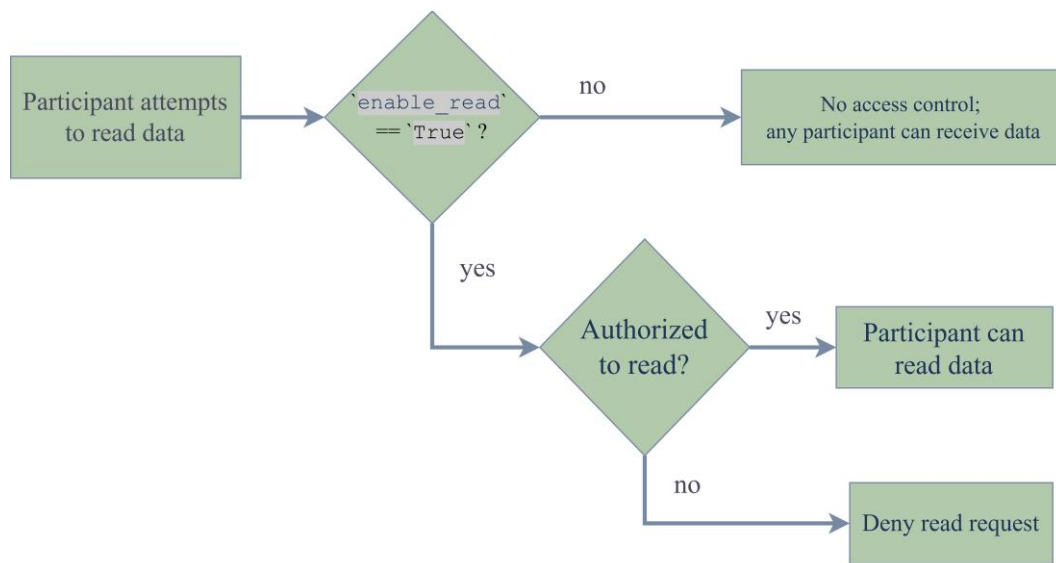 Participant attempts
to read data
`enable_read`
== `True` ?
no
No access control;
any participant can receive data
yes
Authorized
to read?
yes
Participant can
read data
no
Deny read request